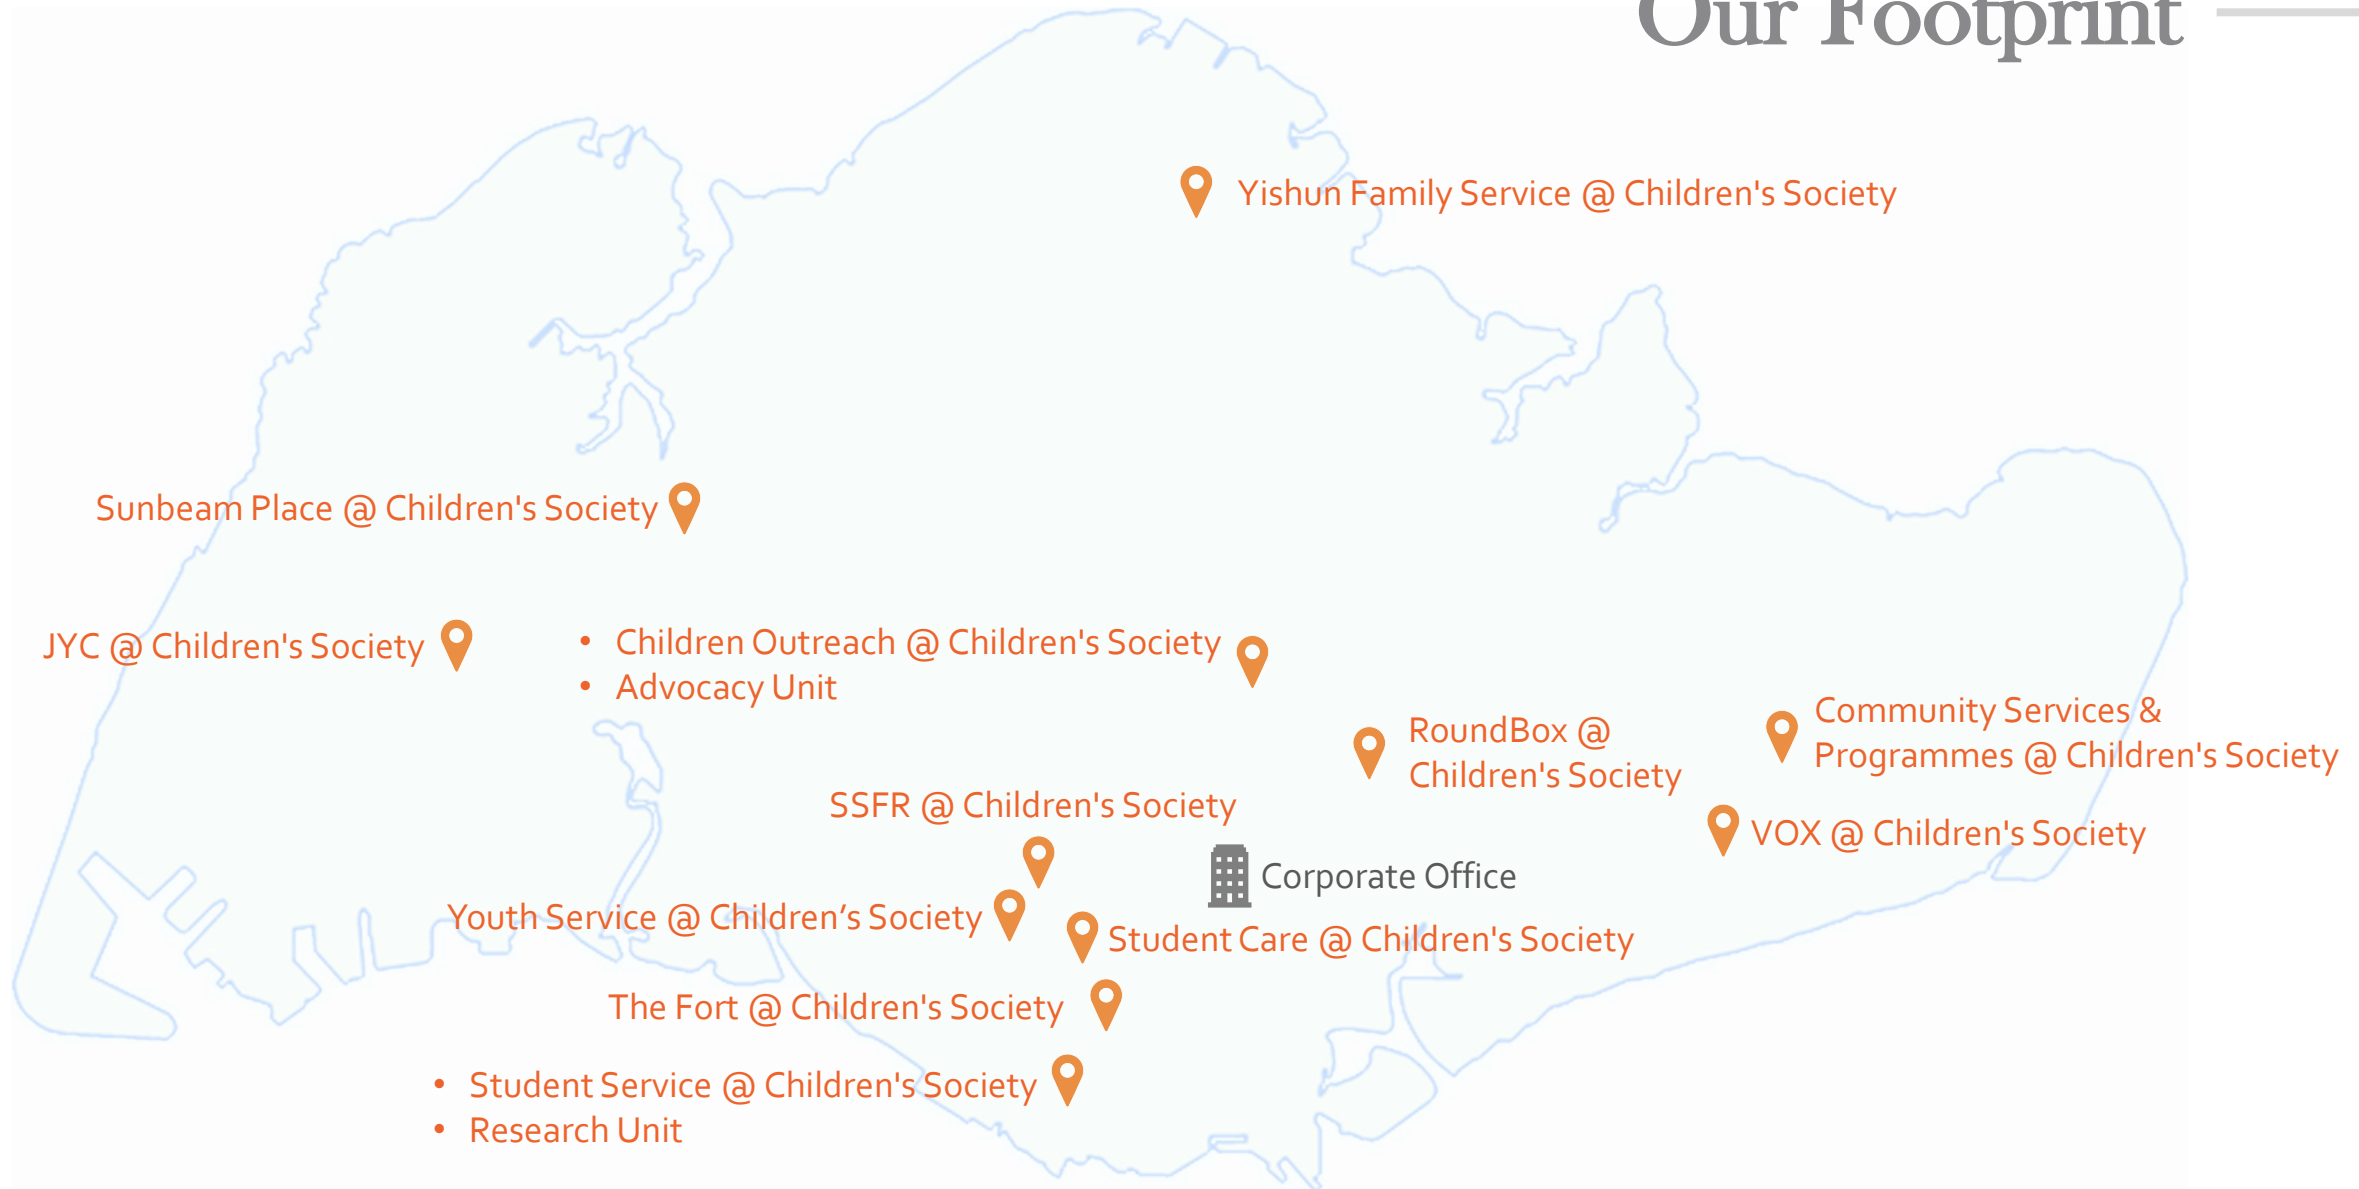 Our Footprint
Yishun Family Service @ Children's Society
Sunbeam Place @ Children's Society
JYC @ Children's Society
• Children Outreach @ Children's Society
• Advocacy Unit
RoundBox @
Children's Society
Community Services &
Programmes @ Children's Society
SSFR @ Children's Society
VOX @ Children's Society
Corporate Office
Youth Service @ Children’s Society
Student Care @ Children's Society
The Fort @ Children's Society
• Student Service @ Children's Society
• Research Unit